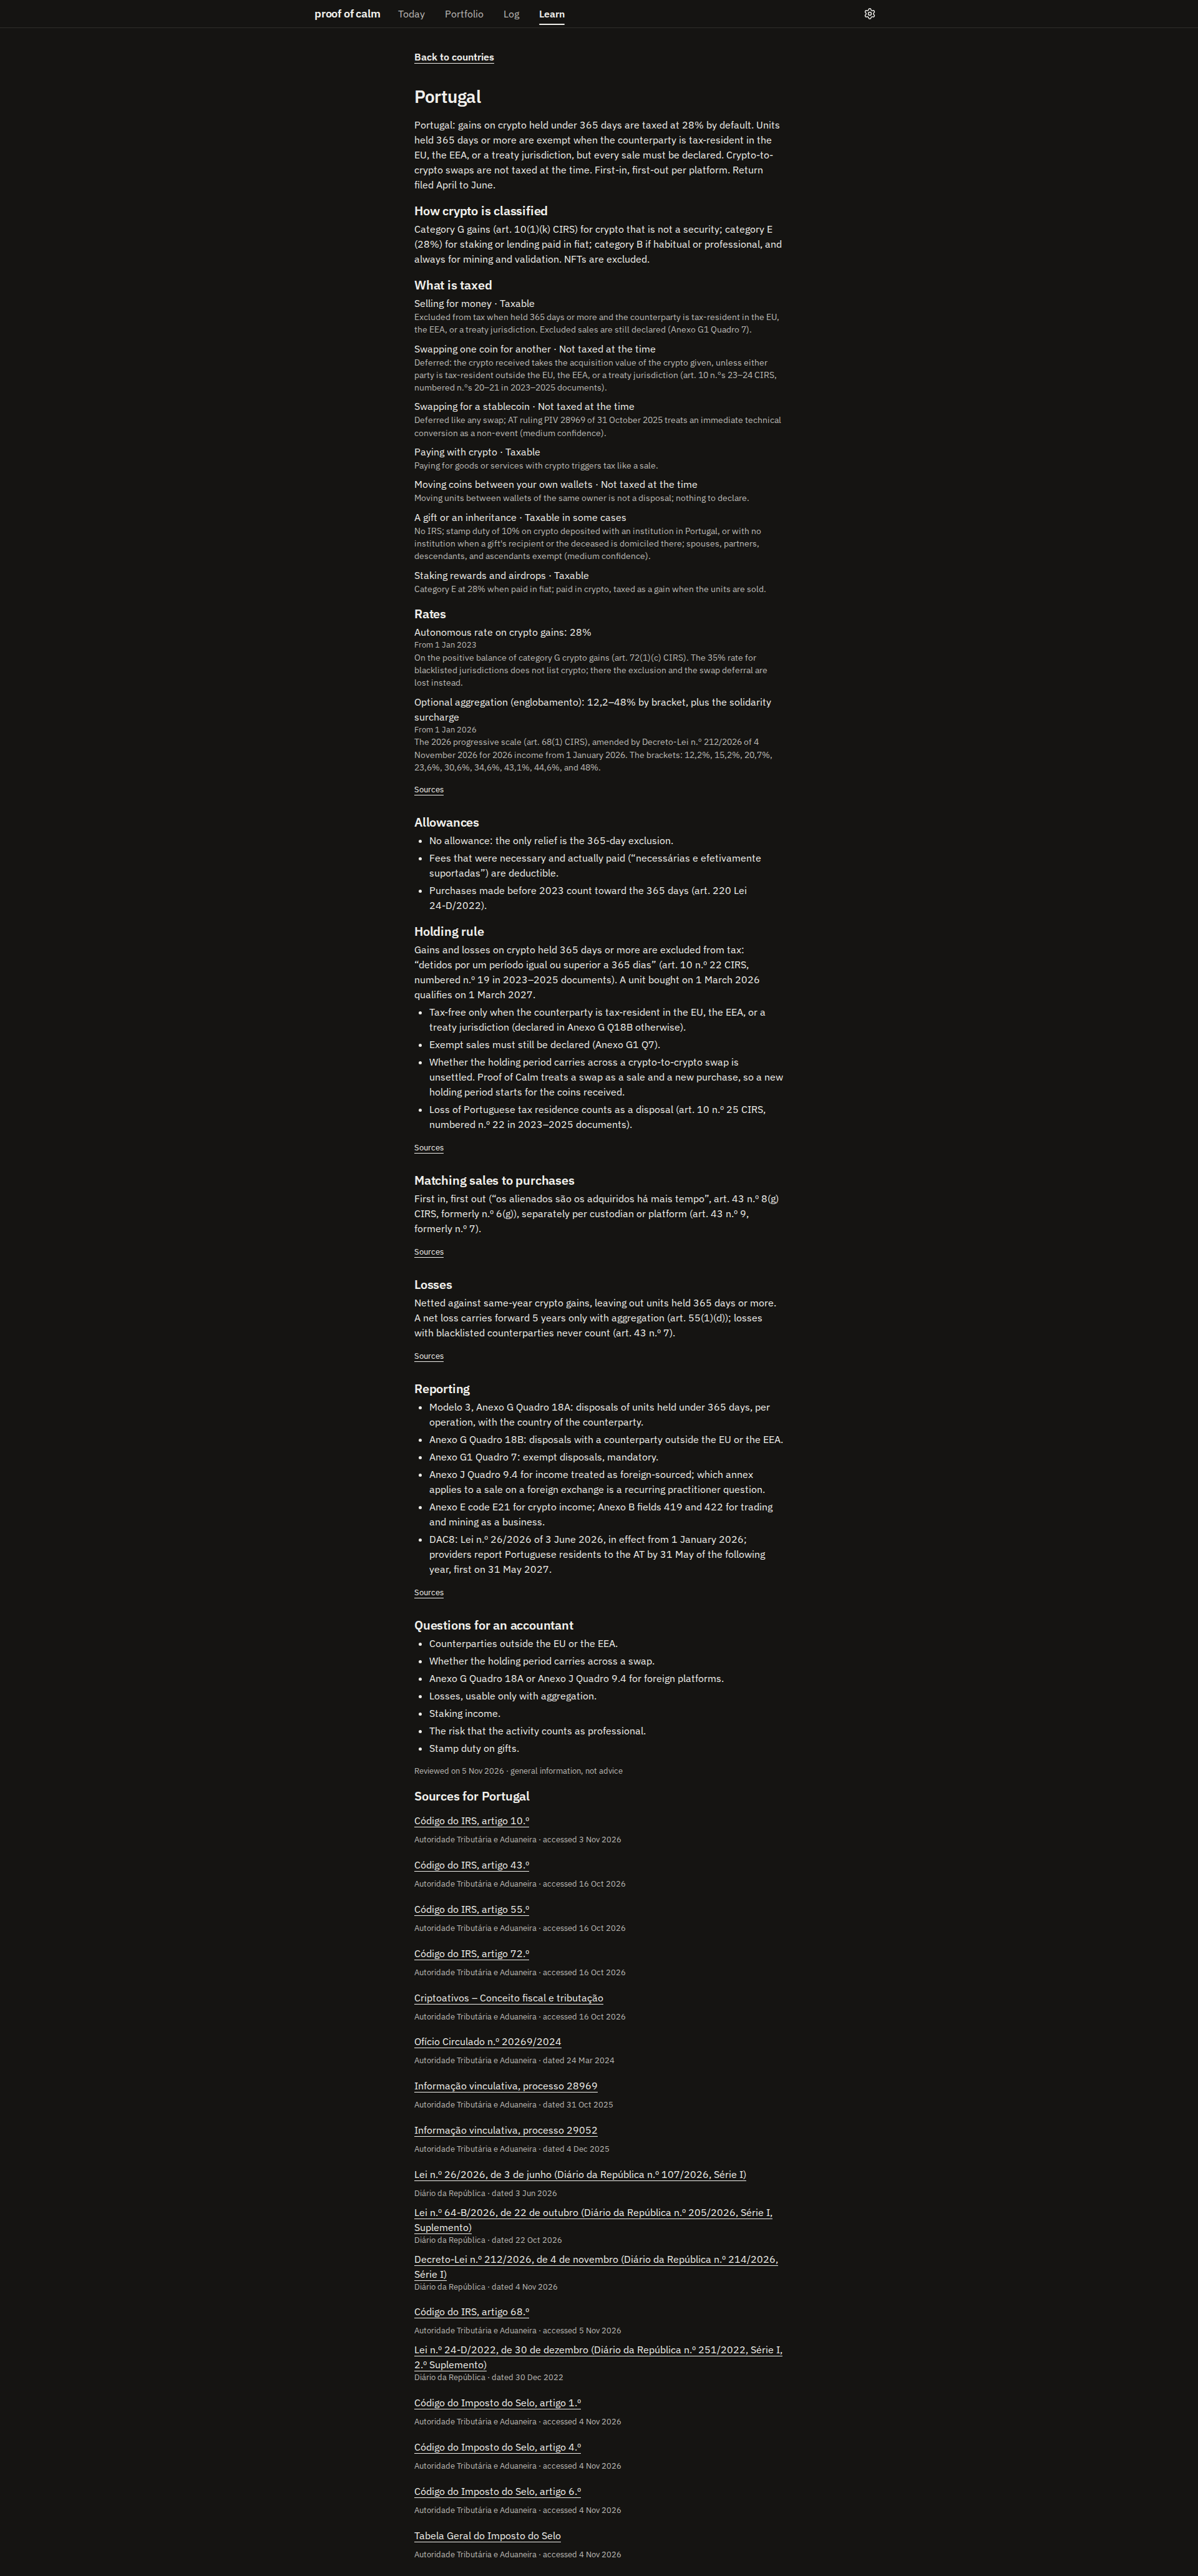 proof of calm Today Portfolio Log Learn
Back to countries
Portugal
Portugal: gains on crypto held under 365 days are taxed at 28% by default. Units
held 365 days or more are exempt when the counterparty is tax-resident in the
EU, the EEA, or a treaty jurisdiction, but every sale must be declared. Crypto-to-
crypto swaps are not taxed at the time. First-in, first-out per platform. Return
filed April to June.
How crypto is classified
Category G gains (art. 10(1)(k) CIRS) for crypto that is not a security; category E
(28%) for staking or lending paid in fiat; category B if habitual or professional, and
always for mining and validation. NFTs are excluded.
What is taxed
Selling for money · Taxable
Excluded from tax when held 365 days or more and the counterparty is tax-resident in the EU,
the EEA, or a treaty jurisdiction. Excluded sales are still declared (Anexo G1 Quadro 7).
Swapping one coin for another · Not taxed at the time
Deferred: the crypto received takes the acquisition value of the crypto given, unless either
party is tax-resident outside the EU, the EEA, or a treaty jurisdiction (art. 10 n.ºs 23–24 CIRS,
numbered n.ºs 20–21 in 2023–2025 documents).
Swapping for a stablecoin · Not taxed at the time
Deferred like any swap; AT ruling PIV 28969 of 31 October 2025 treats an immediate technical
conversion as a non-event (medium confidence).
Paying with crypto · Taxable
Paying for goods or services with crypto triggers tax like a sale.
Moving coins between your own wallets · Not taxed at the time
Moving units between wallets of the same owner is not a disposal; nothing to declare.
A gift or an inheritance · Taxable in some cases
No IRS; stamp duty of 10% on crypto deposited with an institution in Portugal, or with no
institution when a gift's recipient or the deceased is domiciled there; spouses, partners,
descendants, and ascendants exempt (medium confidence).
Staking rewards and airdrops · Taxable
Category E at 28% when paid in fiat; paid in crypto, taxed as a gain when the units are sold.
Rates
Autonomous rate on crypto gains: 28%
From 1 Jan 2023
On the positive balance of category G crypto gains (art. 72(1)(c) CIRS). The 35% rate for
blacklisted jurisdictions does not list crypto; there the exclusion and the swap deferral are
lost instead.
Optional aggregation (englobamento): 12,2–48% by bracket, plus the solidarity
surcharge
From 1 Jan 2026
The 2026 progressive scale (art. 68(1) CIRS), amended by Decreto-Lei n.º 212/2026 of 4
November 2026 for 2026 income from 1 January 2026. The brackets: 12,2%, 15,2%, 20,7%,
23,6%, 30,6%, 34,6%, 43,1%, 44,6%, and 48%.
Sources
Allowances
• No allowance: the only relief is the 365-day exclusion.
• Fees that were necessary and actually paid (“necessárias e efetivamente
suportadas”) are deductible.
• Purchases made before 2023 count toward the 365 days (art. 220 Lei
24-D/2022).
Holding rule
Gains and losses on crypto held 365 days or more are excluded from tax:
“detidos por um período igual ou superior a 365 dias” (art. 10 n.º 22 CIRS,
numbered n.º 19 in 2023–2025 documents). A unit bought on 1 March 2026
qualifies on 1 March 2027.
• Tax-free only when the counterparty is tax-resident in the EU, the EEA, or a
treaty jurisdiction (declared in Anexo G Q18B otherwise).
• Exempt sales must still be declared (Anexo G1 Q7).
• Whether the holding period carries across a crypto-to-crypto swap is
unsettled. Proof of Calm treats a swap as a sale and a new purchase, so a new
holding period starts for the coins received.
• Loss of Portuguese tax residence counts as a disposal (art. 10 n.º 25 CIRS,
numbered n.º 22 in 2023–2025 documents).
Sources
Matching sales to purchases
First in, first out (“os alienados são os adquiridos há mais tempo”, art. 43 n.º 8(g)
CIRS, formerly n.º 6(g)), separately per custodian or platform (art. 43 n.º 9,
formerly n.º 7).
Sources
Losses
Netted against same-year crypto gains, leaving out units held 365 days or more.
A net loss carries forward 5 years only with aggregation (art. 55(1)(d)); losses
with blacklisted counterparties never count (art. 43 n.º 7).
Sources
Reporting
• Modelo 3, Anexo G Quadro 18A: disposals of units held under 365 days, per
operation, with the country of the counterparty.
• Anexo G Quadro 18B: disposals with a counterparty outside the EU or the EEA.
• Anexo G1 Quadro 7: exempt disposals, mandatory.
• Anexo J Quadro 9.4 for income treated as foreign-sourced; which annex
applies to a sale on a foreign exchange is a recurring practitioner question.
• Anexo E code E21 for crypto income; Anexo B fields 419 and 422 for trading
and mining as a business.
• DAC8: Lei n.º 26/2026 of 3 June 2026, in effect from 1 January 2026;
providers report Portuguese residents to the AT by 31 May of the following
year, first on 31 May 2027.
Sources
Questions for an accountant
• Counterparties outside the EU or the EEA.
• Whether the holding period carries across a swap.
• Anexo G Quadro 18A or Anexo J Quadro 9.4 for foreign platforms.
• Losses, usable only with aggregation.
• Staking income.
• The risk that the activity counts as professional.
• Stamp duty on gifts.
Reviewed on 5 Nov 2026 · general information, not advice
Sources for Portugal
Código do IRS, artigo 10.º
Autoridade Tributária e Aduaneira · accessed 3 Nov 2026
Código do IRS, artigo 43.º
Autoridade Tributária e Aduaneira · accessed 16 Oct 2026
Código do IRS, artigo 55.º
Autoridade Tributária e Aduaneira · accessed 16 Oct 2026
Código do IRS, artigo 72.º
Autoridade Tributária e Aduaneira · accessed 16 Oct 2026
Criptoativos – Conceito fiscal e tributação
Autoridade Tributária e Aduaneira · accessed 16 Oct 2026
Ofício Circulado n.º 20269/2024
Autoridade Tributária e Aduaneira · dated 24 Mar 2024
Informação vinculativa, processo 28969
Autoridade Tributária e Aduaneira · dated 31 Oct 2025
Informação vinculativa, processo 29052
Autoridade Tributária e Aduaneira · dated 4 Dec 2025
Lei n.º 26/2026, de 3 de junho (Diário da República n.º 107/2026, Série I)
Diário da República · dated 3 Jun 2026
Lei n.º 64-B/2026, de 22 de outubro (Diário da República n.º 205/2026, Série I,
Suplemento)
Diário da República · dated 22 Oct 2026
Decreto-Lei n.º 212/2026, de 4 de novembro (Diário da República n.º 214/2026,
Série I)
Diário da República · dated 4 Nov 2026
Código do IRS, artigo 68.º
Autoridade Tributária e Aduaneira · accessed 5 Nov 2026
Lei n.º 24-D/2022, de 30 de dezembro (Diário da República n.º 251/2022, Série I,
2.º Suplemento)
Diário da República · dated 30 Dec 2022
Código do Imposto do Selo, artigo 1.º
Autoridade Tributária e Aduaneira · accessed 4 Nov 2026
Código do Imposto do Selo, artigo 4.º
Autoridade Tributária e Aduaneira · accessed 4 Nov 2026
Código do Imposto do Selo, artigo 6.º
Autoridade Tributária e Aduaneira · accessed 4 Nov 2026
Tabela Geral do Imposto do Selo
Autoridade Tributária e Aduaneira · accessed 4 Nov 2026